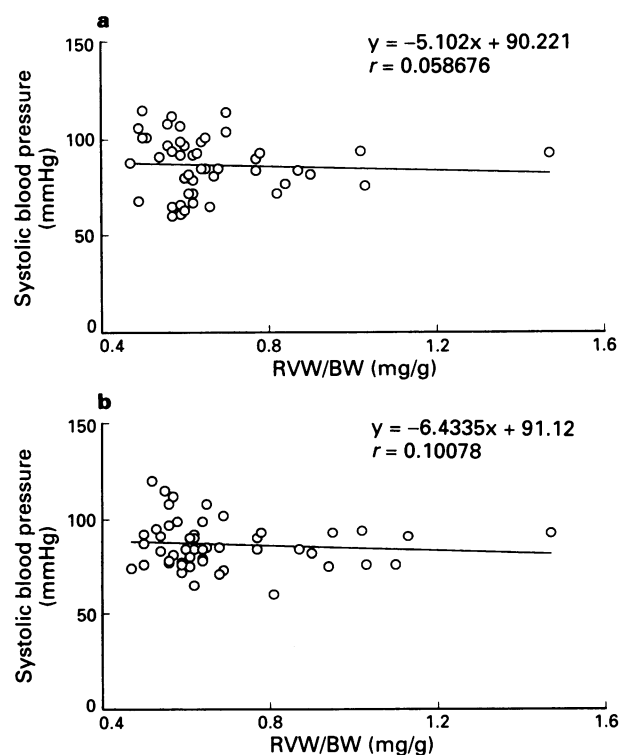 a
y = −5.102x + 90.221
r = 0.058676
150
100
50
0
Systolic blood pressure
(mmHg)
0.4
0.8
1.2
1.6
RVW/BW (mg/g)
b
y = −6.4335x + 91.12
r = 0.10078
150
100
50
0
Systolic blood pressure
(mmHg)
0.4
0.8
1.2
1.6
RVW/BW (mg/g)